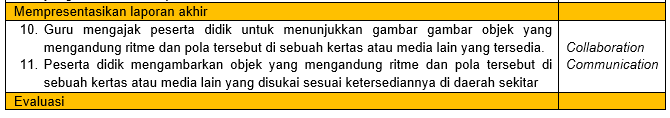 Mempresentasikan laporan akhir
10. Guru mengajak peserta didik untuk menunjukkan gambar gambar objek yang
mengandung ritme dan pola tersebut di sebuah kertas atau media lain yang tersedia.
11. Peserta didik mengambarkan objek yang mengandung ritme dan pola tersebut di
sebuah kertas atau media lain yang disukai sesuai ketersediannya di daerah sekitar
Collaboration
Communication
Evaluasi